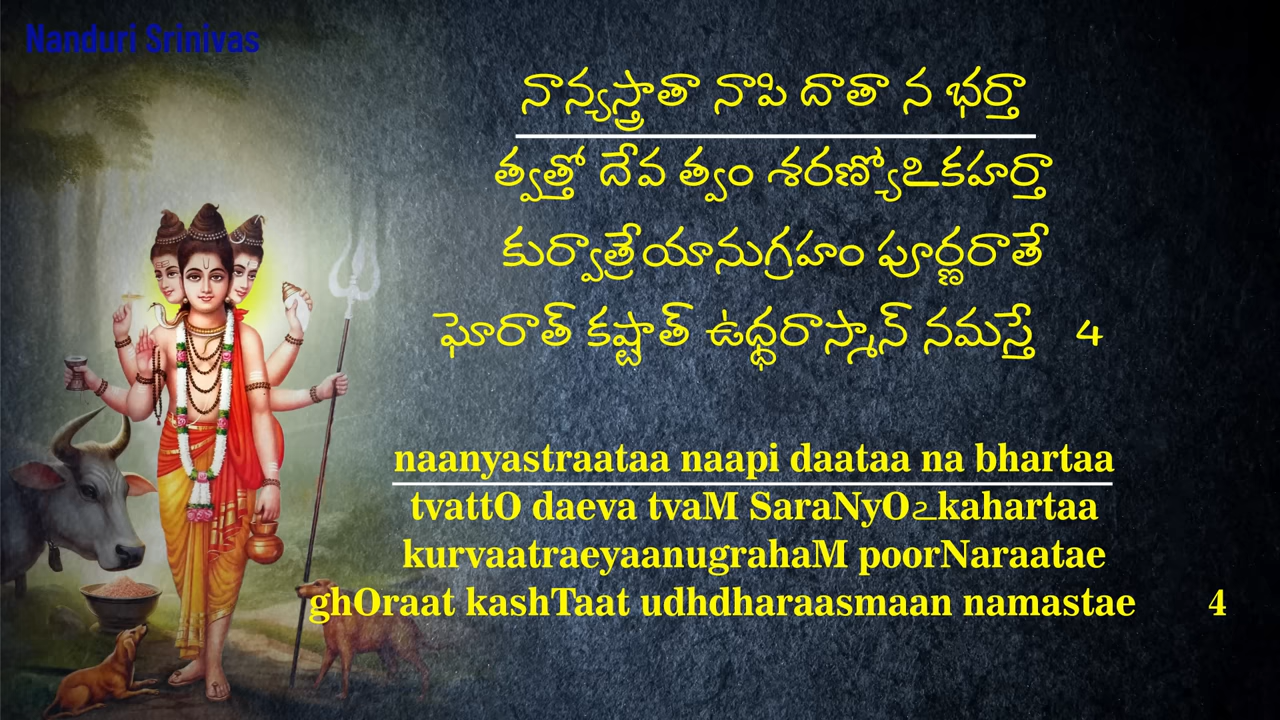 Nanduri Srinivas
నాన్యస్త్రాతా నాపి దాతా న భర్తా
త్వత్తో దేవ త్వం శరణ్యోఽకహర్తా
కుర్వాత్రేయానుగ్రహం పూర్ణరాతే
ఘోరాత్ కష్టాత్ ఉధ్ధరాస్మాన్ నమస్తే 4
naanyastraataa naapi daataa na bhartaa
tvattO daeva tvaM SaraNyOఽkahartaa
kurvaatraeyaanugrahaM poorNaraatae
ghOraat kashTaat udhdharaasmaan namastae 4